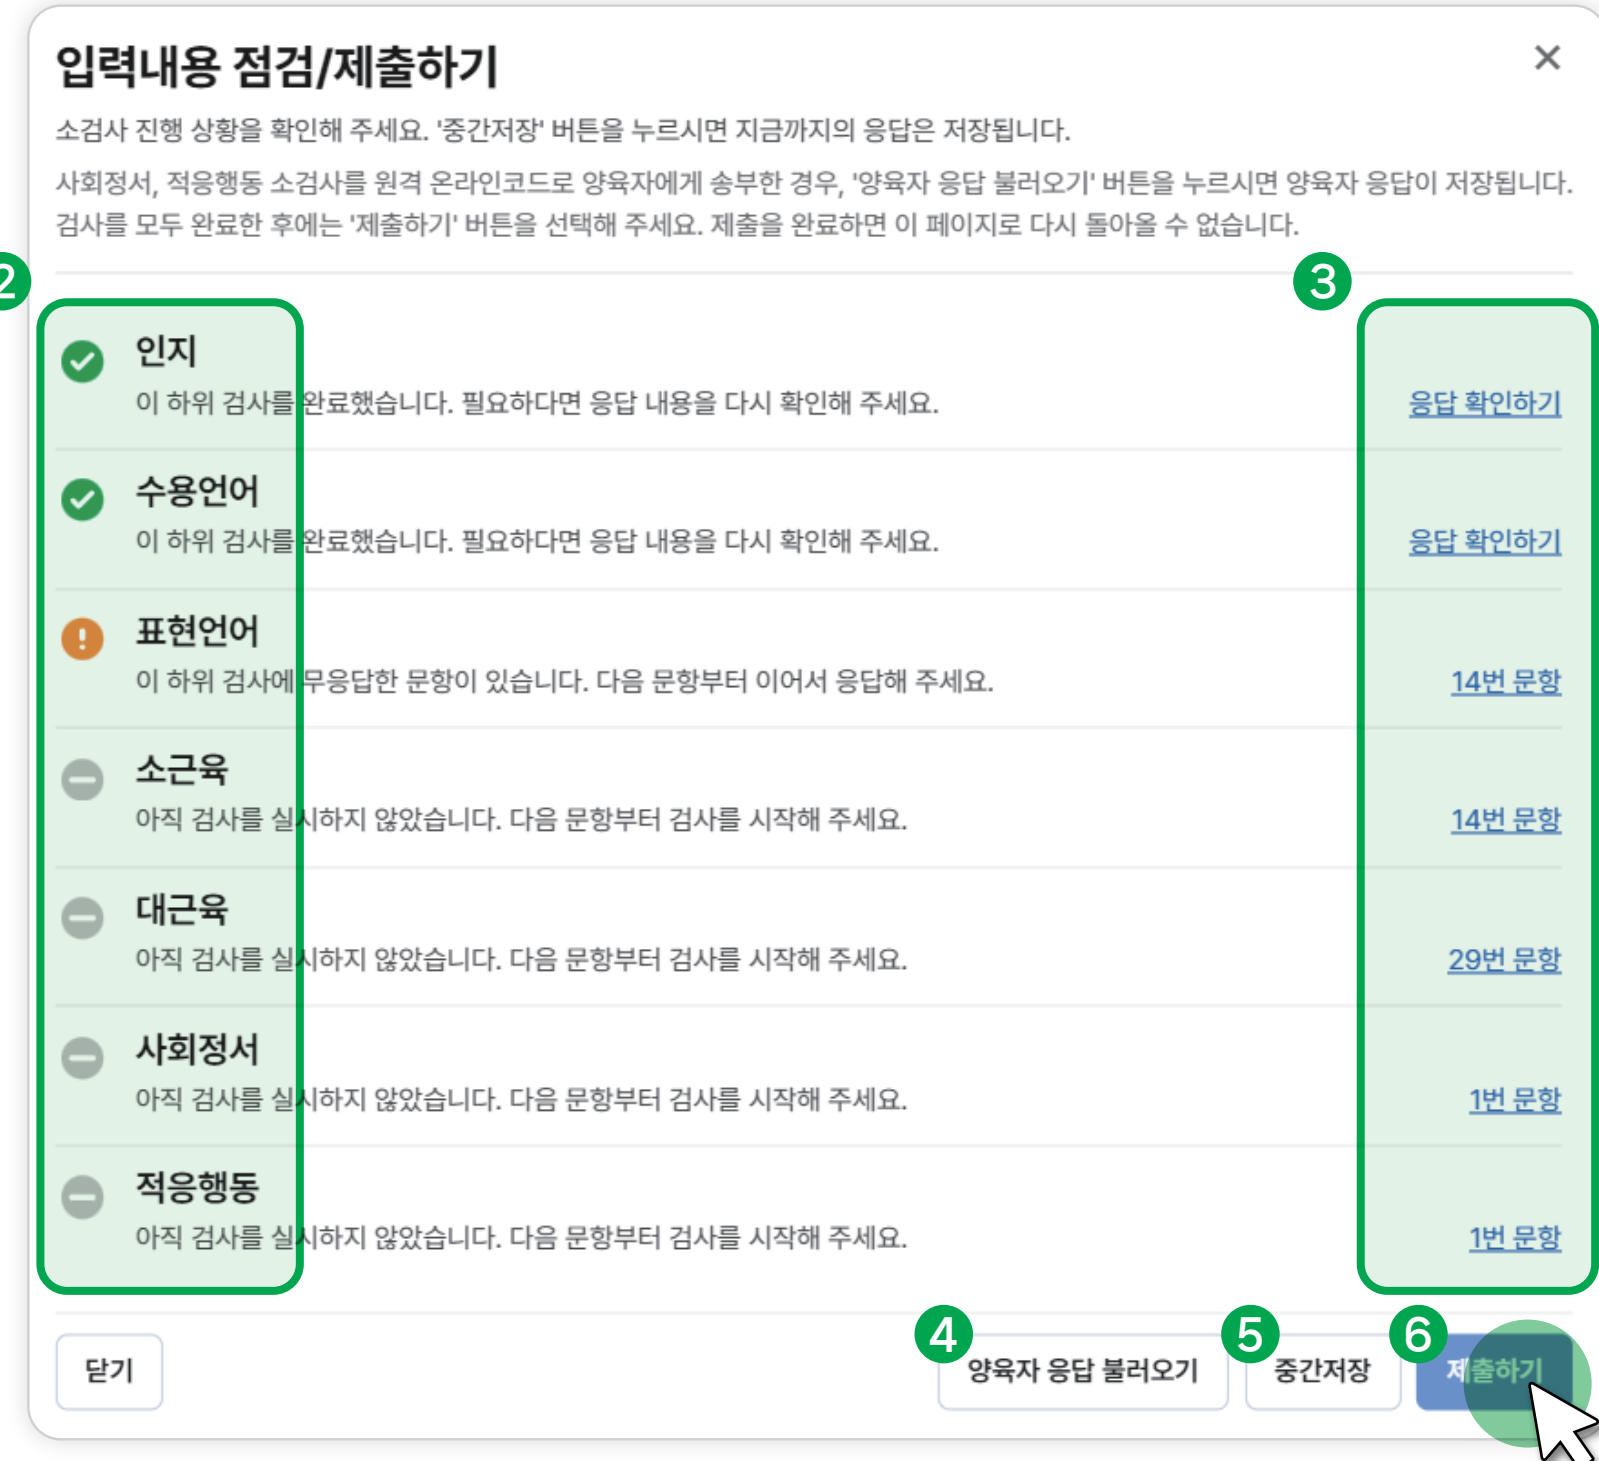 입력내용 점검/제출하기
소검사 진행 상황을 확인해 주세요. '중간저장' 버튼을 누르시면 지금까지의 응답은 저장됩니다.
사회정서, 적응행동 소검사를 원격 온라인코드로 양육자에게 송부한 경우, '양육자 응답 불러오기' 버튼을 누르시면 양육자 응답이 저장됩니다.
검사를 모두 완료한 후에는 '제출하기' 버튼을 선택해 주세요. 제출을 완료하면 이 페이지로 다시 돌아올 수 없습니다.
2
3
인지
이 하위 검사를 완료했습니다. 필요하다면 응답 내용을 다시 확인해 주세요. 응답 확인하기
수용언어
이 하위 검사를 완료했습니다. 필요하다면 응답 내용을 다시 확인해 주세요. 응답 확인하기
표현언어
이 하위 검사에 무응답한 문항이 있습니다. 다음 문항부터 이어서 응답해 주세요. 14번 문항
소근육
아직 검사를 실시하지 않았습니다. 다음 문항부터 검사를 시작해 주세요. 14번 문항
대근육
아직 검사를 실시하지 않았습니다. 다음 문항부터 검사를 시작해 주세요. 29번 문항
사회정서
아직 검사를 실시하지 않았습니다. 다음 문항부터 검사를 시작해 주세요. 1번 문항
적응행동
아직 검사를 실시하지 않았습니다. 다음 문항부터 검사를 시작해 주세요. 1번 문항
4 5 6
닫기 양육자 응답 불러오기 중간저장 제출하기